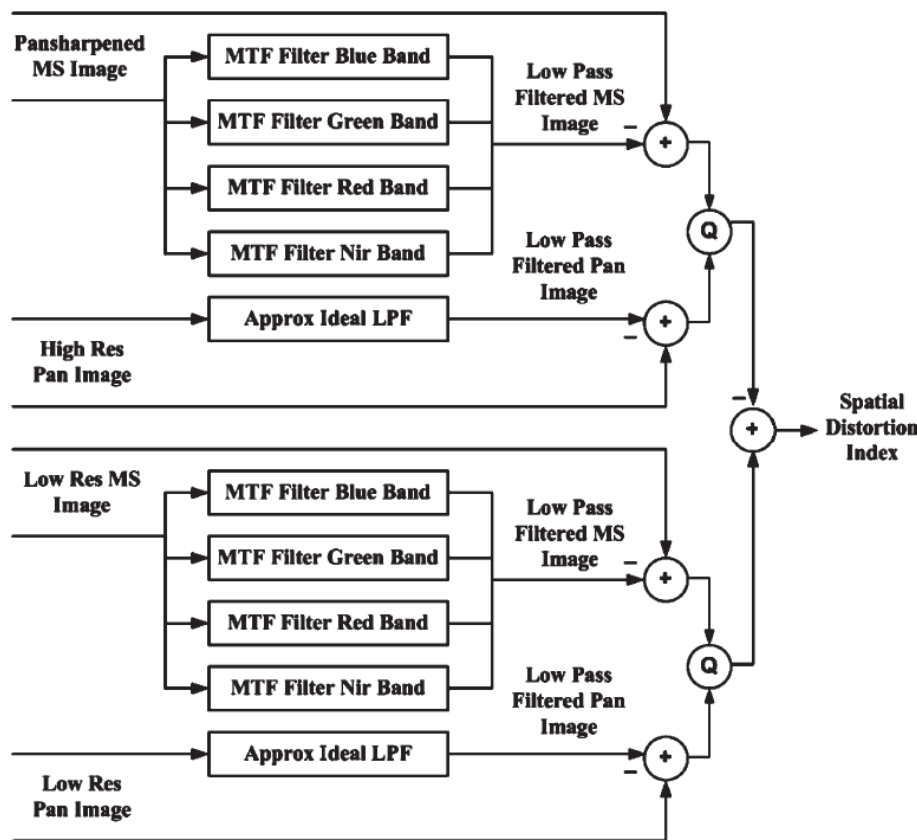 Pansharpened
MS Image
MTF Filter Blue Band
MTF Filter Green Band
MTF Filter Red Band
MTF Filter Nir Band
Low Pass
Filtered MS
Image
−
+
Q
Low Pass
Filtered Pan
Image
Approx Ideal LPF
−
+
High Res
Pan Image
−
+
Spatial
Distortion
Index
Low Res MS
Image
MTF Filter Blue Band
MTF Filter Green Band
MTF Filter Red Band
MTF Filter Nir Band
Low Pass
Filtered MS
Image
−
+
Q
Low Pass
Filtered Pan
Image
Approx Ideal LPF
−
+
Low Res
Pan Image